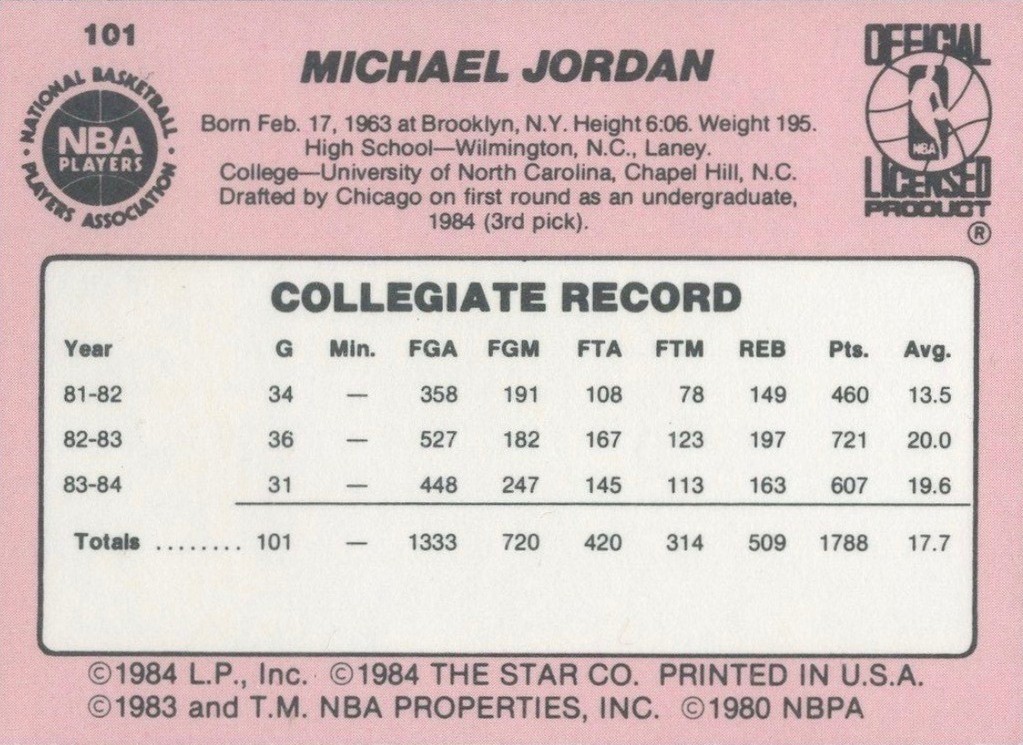 101
MICHAEL JORDAN
NATIONAL BASKETBALL
NBA
PLAYERS
PLAYERS ASSOCIATION
OFFICIAL
NBA
LICENSED
PRODUCT
®
Born Feb. 17, 1963 at Brooklyn, N.Y. Height 6:06. Weight 195.
High School—Wilmington, N.C., Laney.
College—University of North Carolina, Chapel Hill, N.C.
Drafted by Chicago on first round as an undergraduate,
1984 (3rd pick).
COLLEGIATE RECORD
Year G Min. FGA FGM FTA FTM REB Pts. Avg.
81-82 34 — 358 191 108 78 149 460 13.5
82-83 36 — 527 182 167 123 197 721 20.0
83-84 31 — 448 247 145 113 163 607 19.6
Totals ........ 101 — 1333 720 420 314 509 1788 17.7
©1984 L.P., Inc. ©1984 THE STAR CO. PRINTED IN U.S.A.
©1983 and T.M. NBA PROPERTIES, INC. ©1980 NBPA